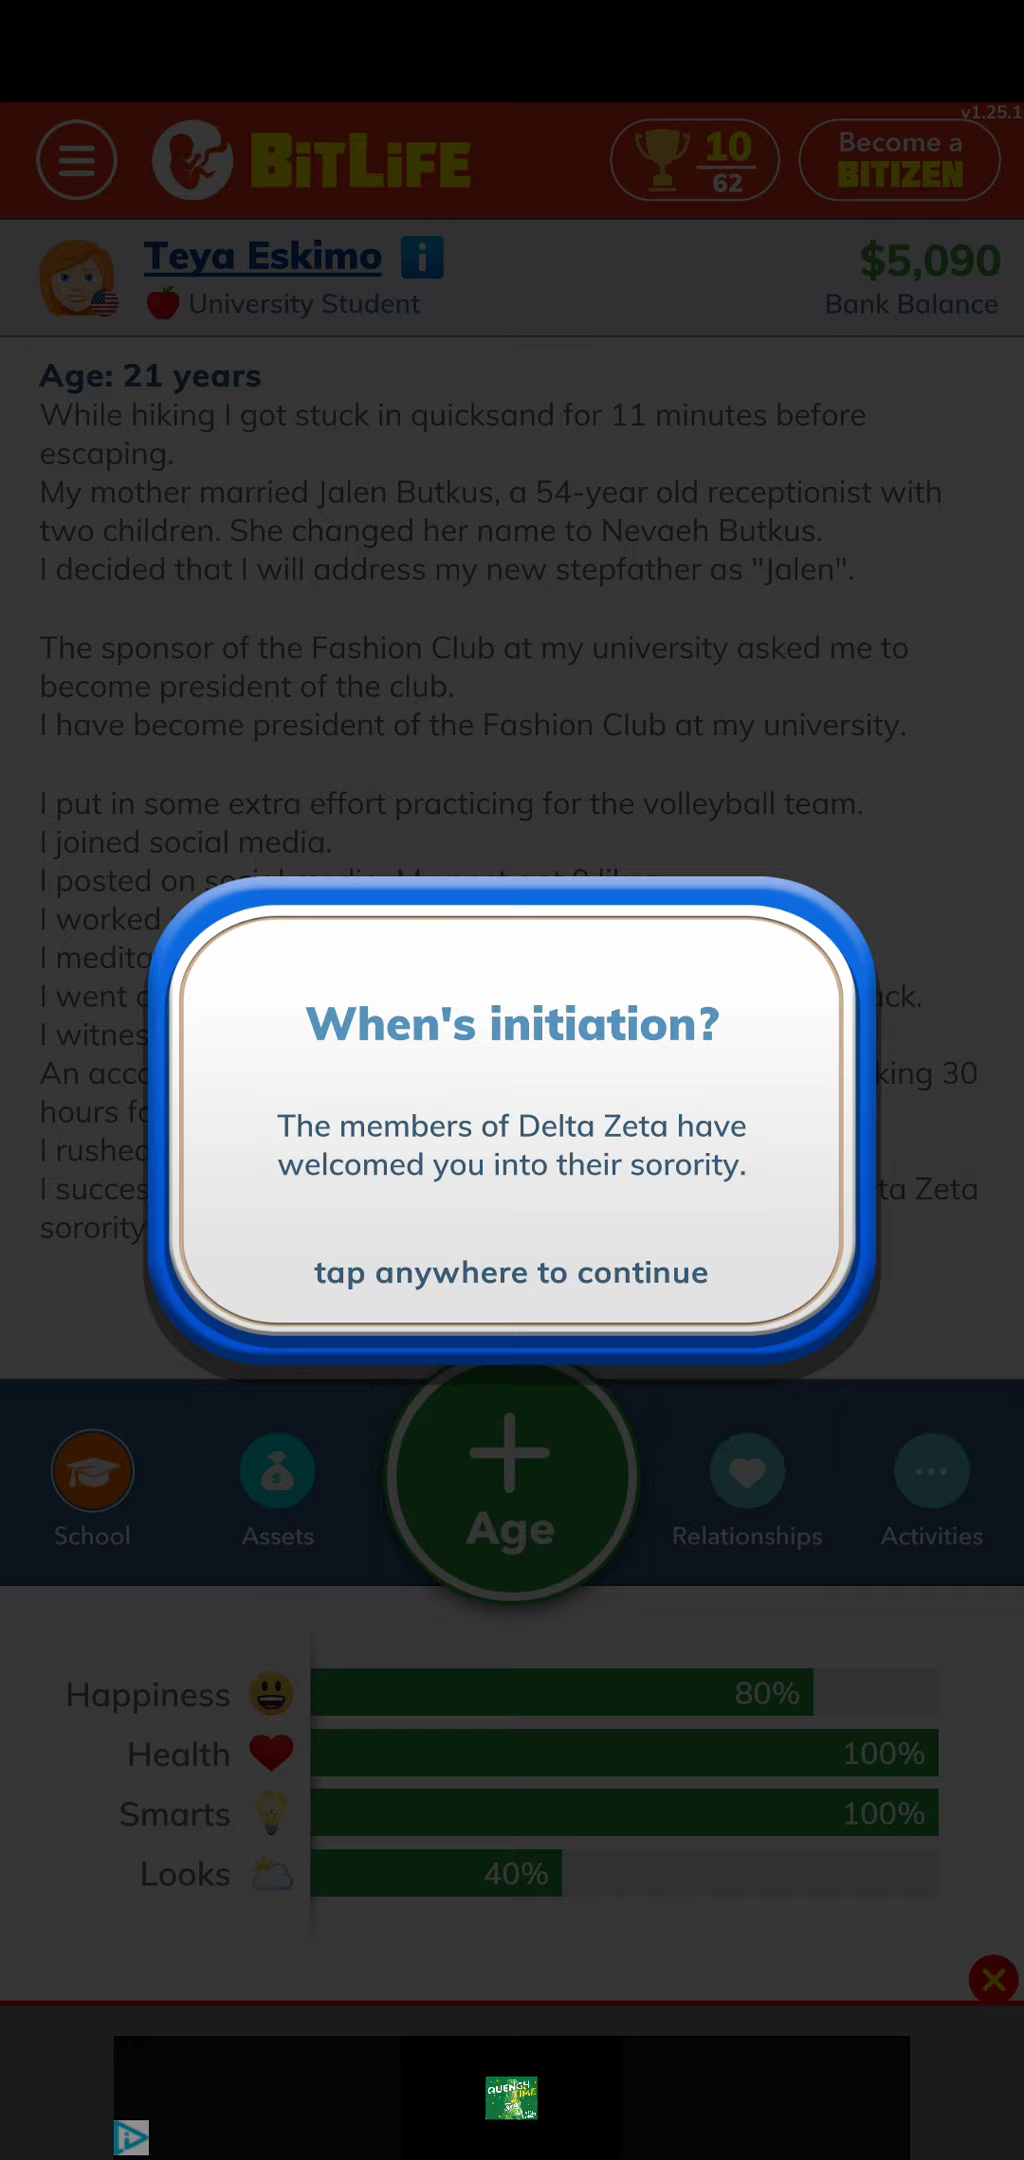 v1.25.1
BiTLiFE
10
62
Become a
BITIZEN
Teya Eskimo
$5,090
University Student
Bank Balance
Age: 21 years
While hiking I got stuck in quicksand for 11 minutes before
escaping.
My mother married Jalen Butkus, a 54-year old receptionist with
two children. She changed her name to Nevaeh Butkus.
I decided that I will address my new stepfather as "Jalen".
The sponsor of the Fashion Club at my university asked me to
become president of the club.
I have become president of the Fashion Club at my university.
I put in some extra effort practicing for the volleyball team.
I joined social media.
I posted on
I worked
I
I went
I
An
king 30
hours
I
I
ta Zeta
sorority
When's initiation?
The members of Delta Zeta have
welcomed you into their sorority.
tap anywhere to continue
School
Assets
Age
Relationships
Activities
Happiness
80%
Health
100%
Smarts
100%
Looks
40%
QUENCH
TIME